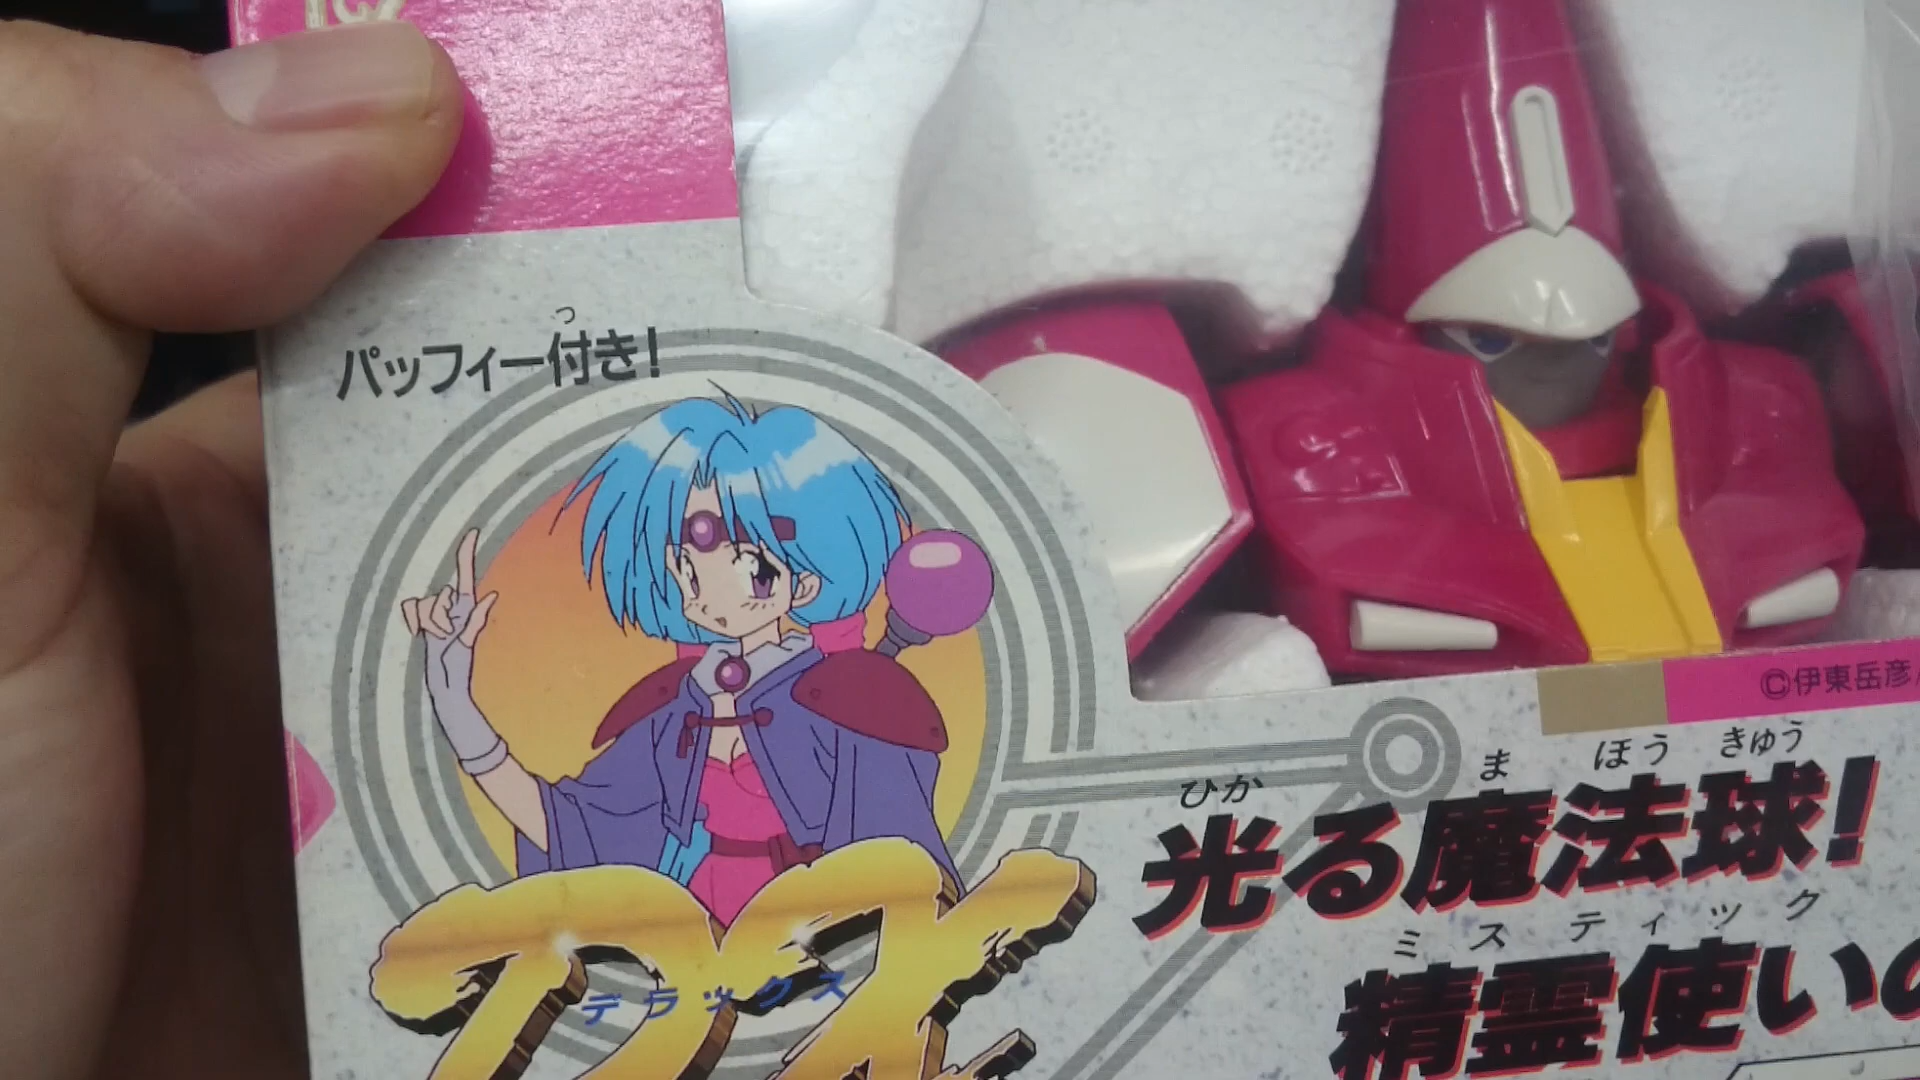 パッフィー付き!
つ
©伊東岳彦
光る魔法球!
ひか ま ほう きゅう
精霊使いの
ミスティック
DX
デラックス